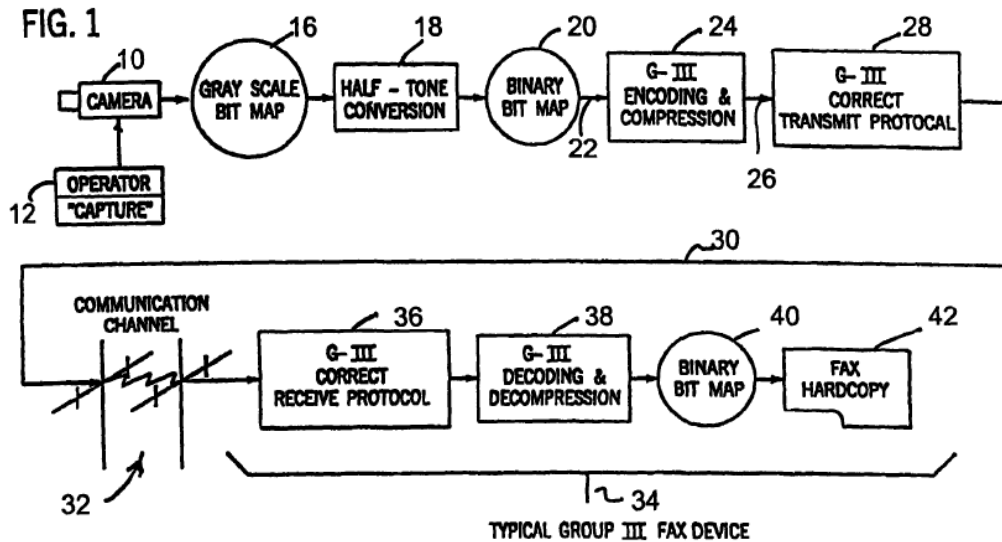 FIG. 1
10
16
18
20
24
28
CAMERA
GRAY SCALE
BIT MAP
HALF - TONE
CONVERSION
BINARY
BIT MAP
G-III
ENCODING &
COMPRESSION
G-III
CORRECT
TRANSMIT PROTOCAL
22
26
12
OPERATOR
"CAPTURE"
30
COMMUNICATION
CHANNEL
36
38
40
42
G-III
CORRECT
RECEIVE PROTOCOL
G-III
DECODING &
DECOMPRESSION
BINARY
BIT MAP
FAX
HARDCOPY
32
34
TYPICAL GROUP III FAX DEVICE